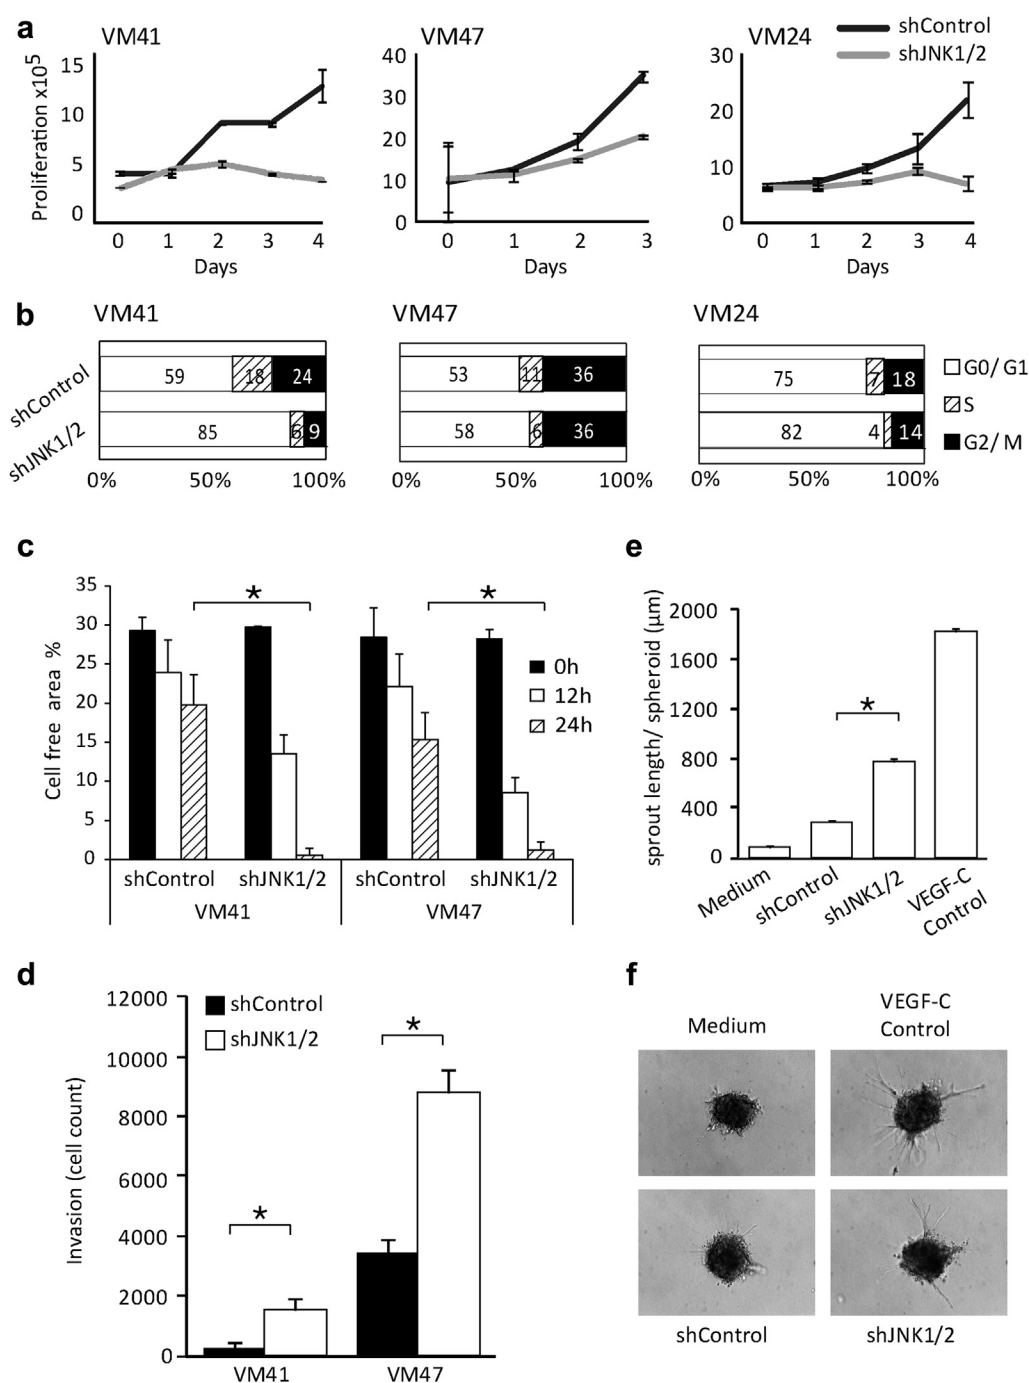 a
VM41
VM47
VM24
shControl
shJNK1/2
Proliferation x10⁵
15
10
5
0
0 1 2 3 4
Days
40
30
20
10
0
0 1 2 3
Days
30
20
10
0
0 1 2 3 4
Days
b
VM41
VM47
VM24
shControl
shJNK1/2
59 18 24
85 6 9
0% 50% 100%
53 11 36
58 6 36
0% 50% 100%
75 7 18
82 4 14
0% 50% 100%
G0/ G1
S
G2/ M
c
Cell free area %
35
30
25
20
15
10
5
0
*
*
0h
12h
24h
shControl shJNK1/2 shControl shJNK1/2
VM41 VM47
e
sprout length/ spheroid (µm)
2000
1600
1200
800
400
0
*
Medium
shControl
shJNK1/2
VEGF-C
Control
d
Invasion (cell count)
12000
10000
8000
6000
4000
2000
0
shControl
shJNK1/2
*
*
VM41 VM47
f
Medium
VEGF-C
Control
shControl
shJNK1/2